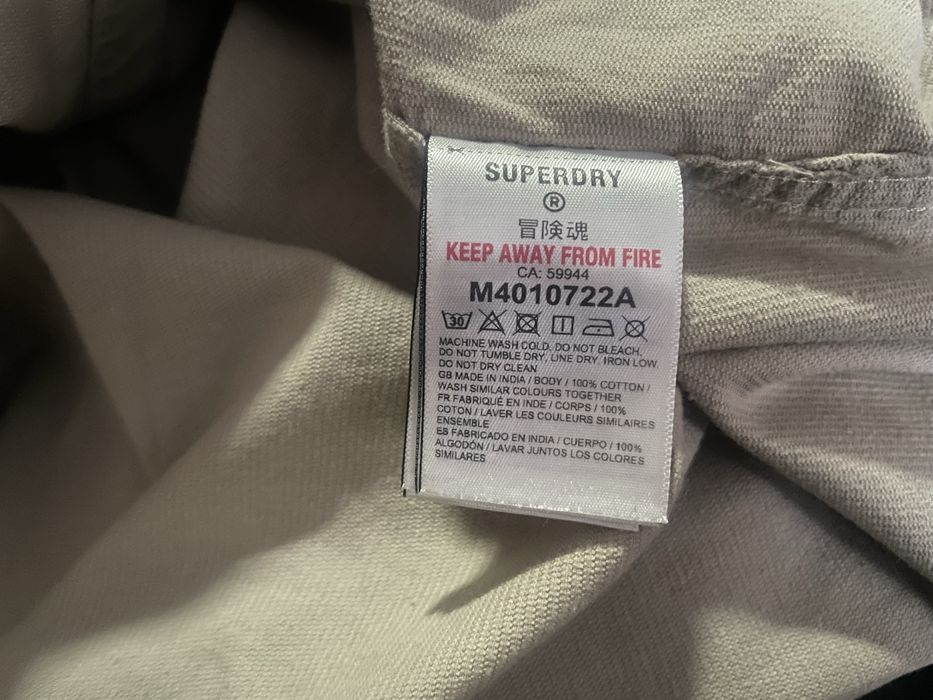 SUPERDRY
®
冒険魂
KEEP AWAY FROM FIRE
CA: 59944
M4010722A
30
MACHINE WASH COLD, DO NOT BLEACH,
DO NOT TUMBLE DRY, LINE DRY, IRON LOW
DO NOT DRY CLEAN
GB MADE IN INDIA / BODY / 100% COTTON /
WASH SIMILAR COLOURS TOGETHER
FR FABRIQUÉ EN INDE / CORPS / 100%
COTON / LAVER LES COULEURS SIMILAIRES
ENSEMBLE
ES FABRICADO EN INDIA / CUERPO / 100%
ALGODÓN / LAVAR JUNTOS LOS COLORES
SIMILARES